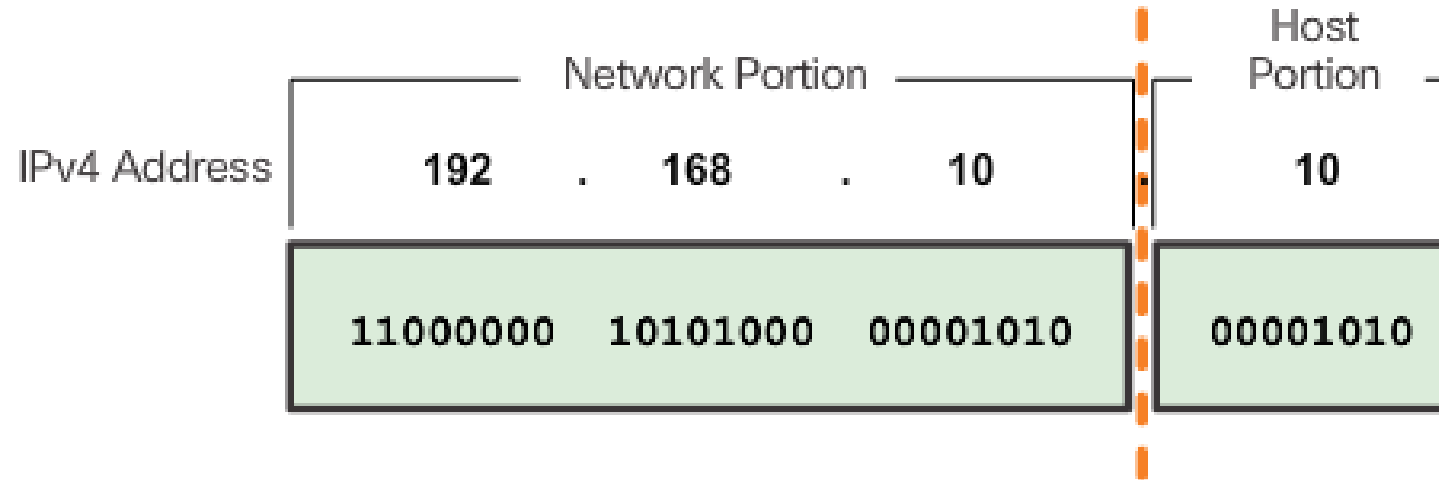 Network Portion
Host
Portion
IPv4 Address 192 . 168 . 10 . 10
11000000 10101000 00001010 00001010